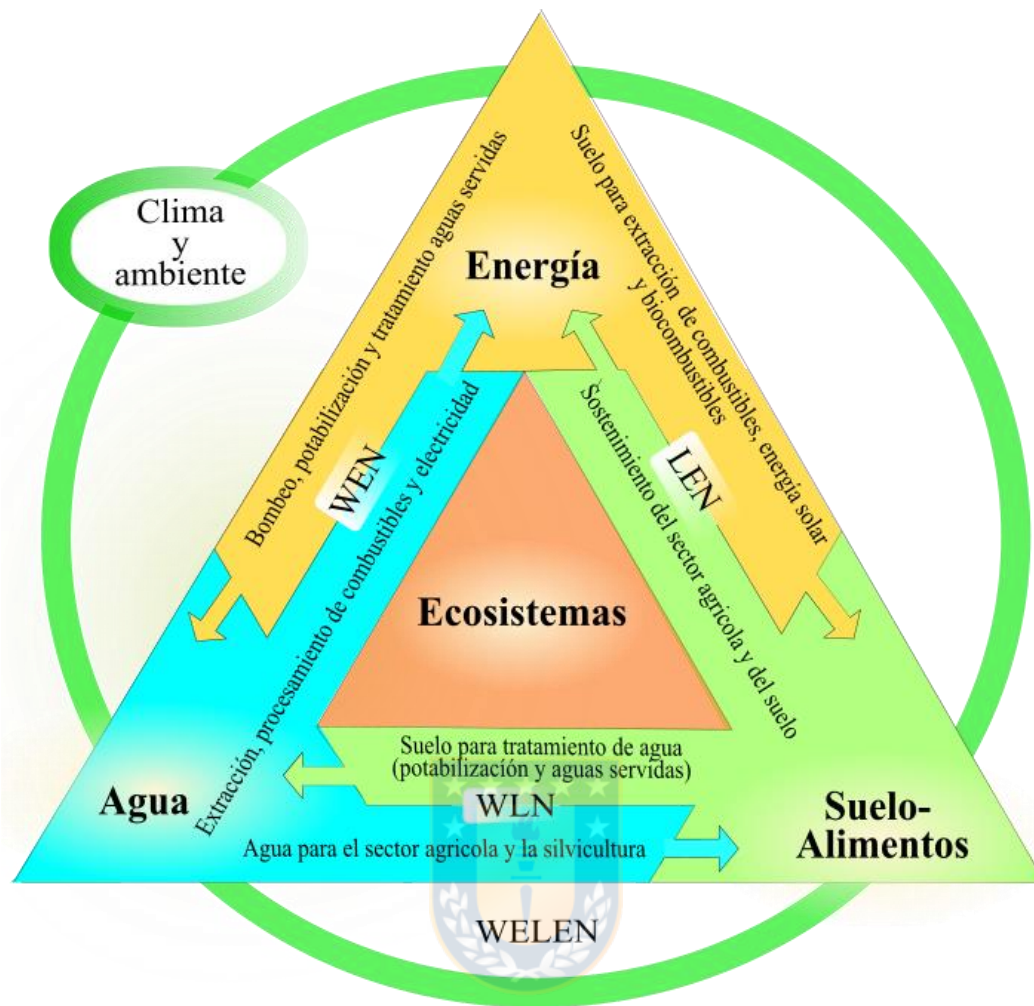 Clima
y
ambiente
Energía
Bombeo, potabilización y tratamiento aguas servidas
Suelo para extracción de combustibles, energía solar
y biocombustibles
WEN
LEN
Extracción, procesamiento de combustibles y electricidad
Sostenimiento del sector agricola y del suelo
Ecosistemas
Suelo para tratamiento de agua
(potabilización y aguas servidas)
WLN
Agua para el sector agricola y la silvicultura
Agua
Suelo-
Alimentos
WELEN